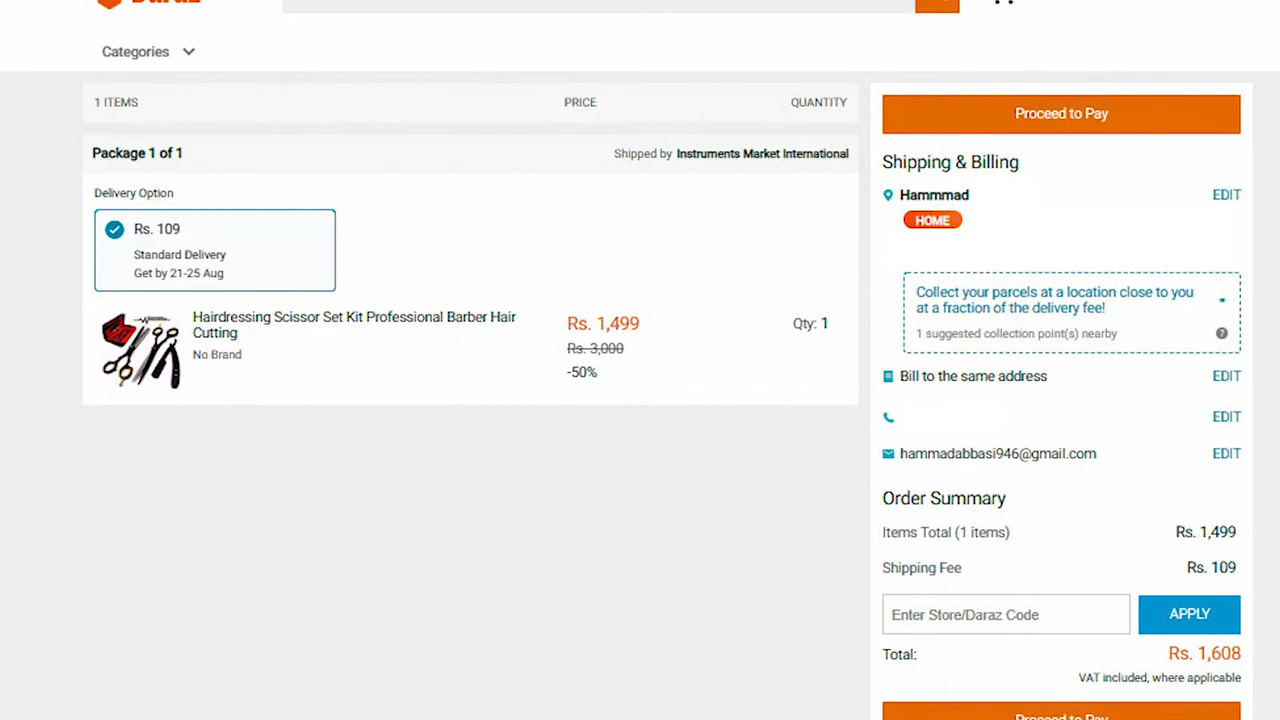 Daraz
Categories
1 ITEMS PRICE QUANTITY
Package 1 of 1 Shipped by Instruments Market International
Delivery Option
Rs. 109
Standard Delivery
Get by 21-25 Aug
Hairdressing Scissor Set Kit Professional Barber Hair
Cutting
No Brand
Rs. 1,499
Rs. 3,000
-50%
Qty: 1
Proceed to Pay
Shipping & Billing
Hammmad EDIT
HOME
Collect your parcels at a location close to you
at a fraction of the delivery fee!
1 suggested collection point(s) nearby ?
Bill to the same address EDIT
EDIT
hammadabbasi946@gmail.com EDIT
Order Summary
Items Total (1 items) Rs. 1,499
Shipping Fee Rs. 109
Enter Store/Daraz Code APPLY
Total: Rs. 1,608
VAT included, where applicable
Proceed to Pay